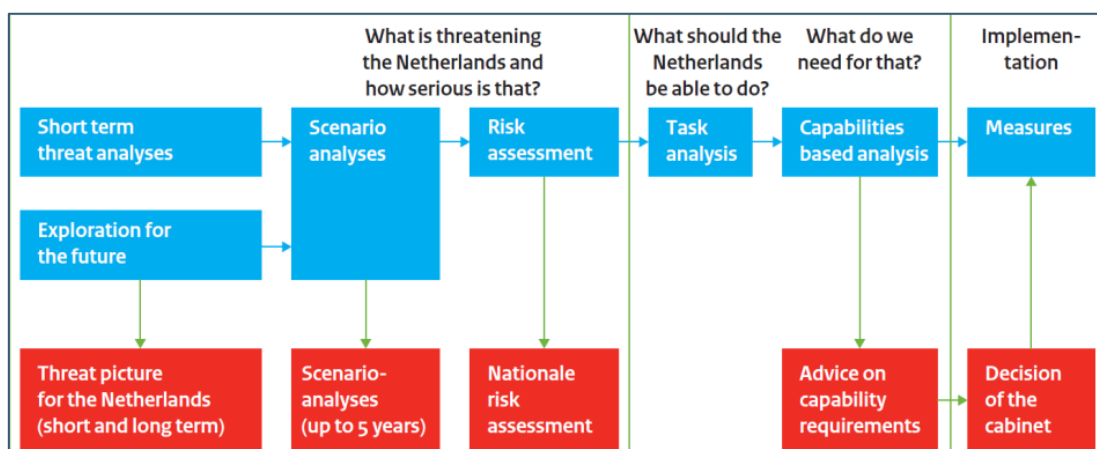 What is threatening
the Netherlands and
how serious is that?
What should the
Netherlands
be able to do?
What do we
need for that?
Implemen-
tation
Short term
threat analyses
Scenario
analyses
Risk
assessment
Task
analysis
Capabilities
based analysis
Measures
Exploration for
the future
Threat picture
for the Netherlands
(short and long term)
Scenario-
analyses
(up to 5 years)
Nationale
risk
assessment
Advice on
capability
requirements
Decision
of the
cabinet